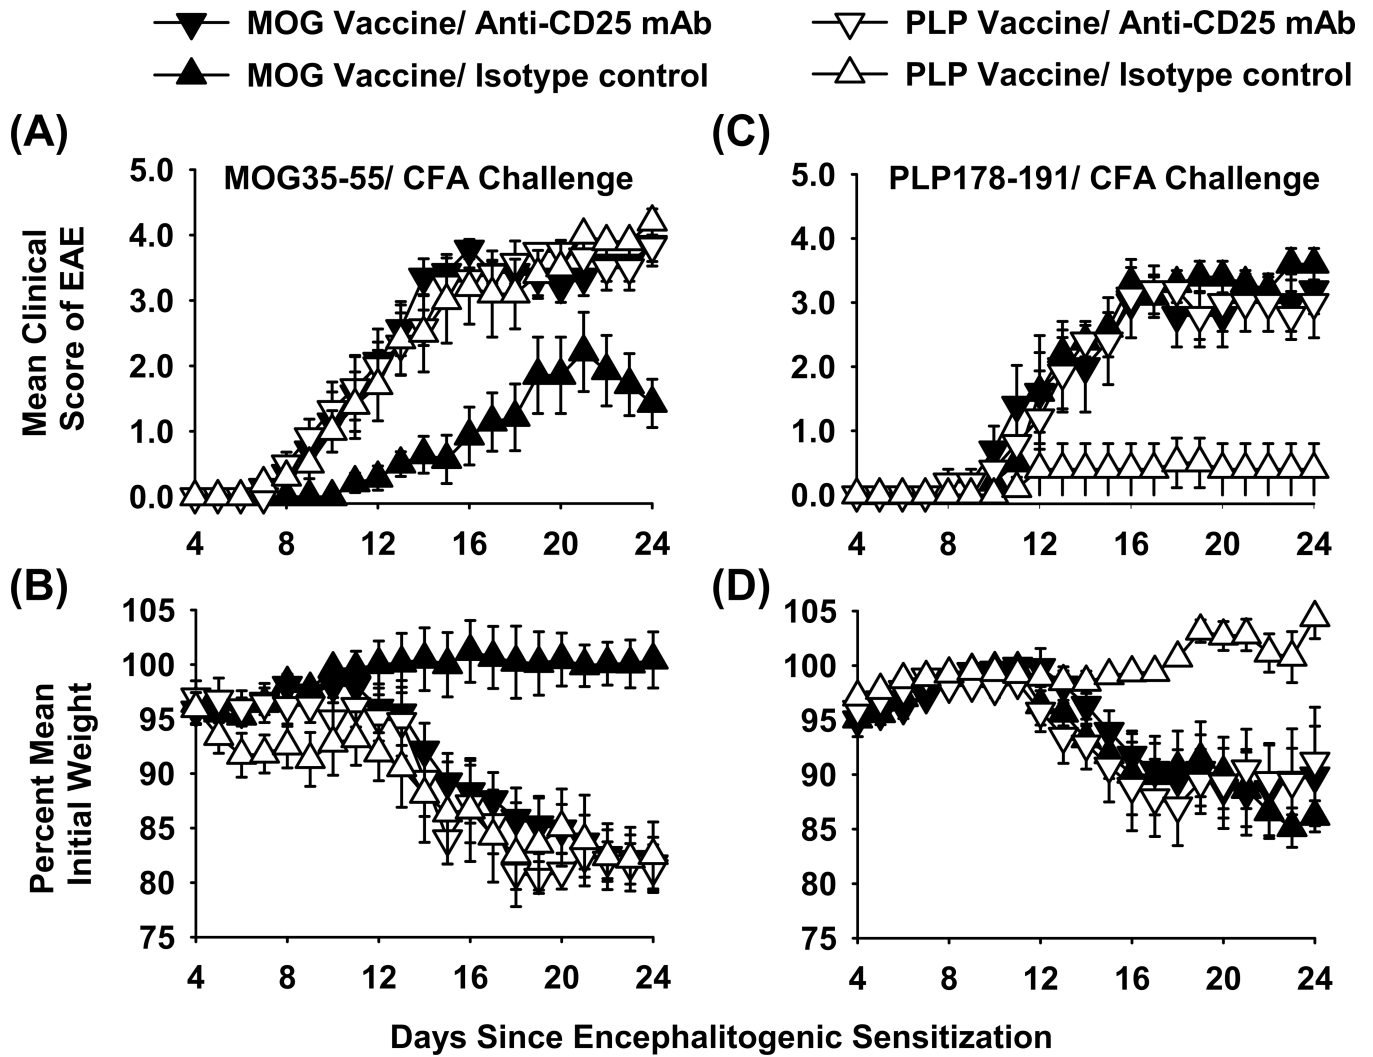 MOG Vaccine/ Anti-CD25 mAb
PLP Vaccine/ Anti-CD25 mAb
MOG Vaccine/ Isotype control
PLP Vaccine/ Isotype control
(A)
(C)
MOG35-55/ CFA Challenge
PLP178-191/ CFA Challenge
Mean Clinical
Score of EAE
5.0
4.0
3.0
2.0
1.0
0.0
4 8 12 16 20 24
5.0
4.0
3.0
2.0
1.0
0.0
4 8 12 16 20 24
(B)
(D)
Percent Mean
Initial Weight
105
100
95
90
85
80
75
4 8 12 16 20 24
105
100
95
90
85
80
75
4 8 12 16 20 24
Days Since Encephalitogenic Sensitization